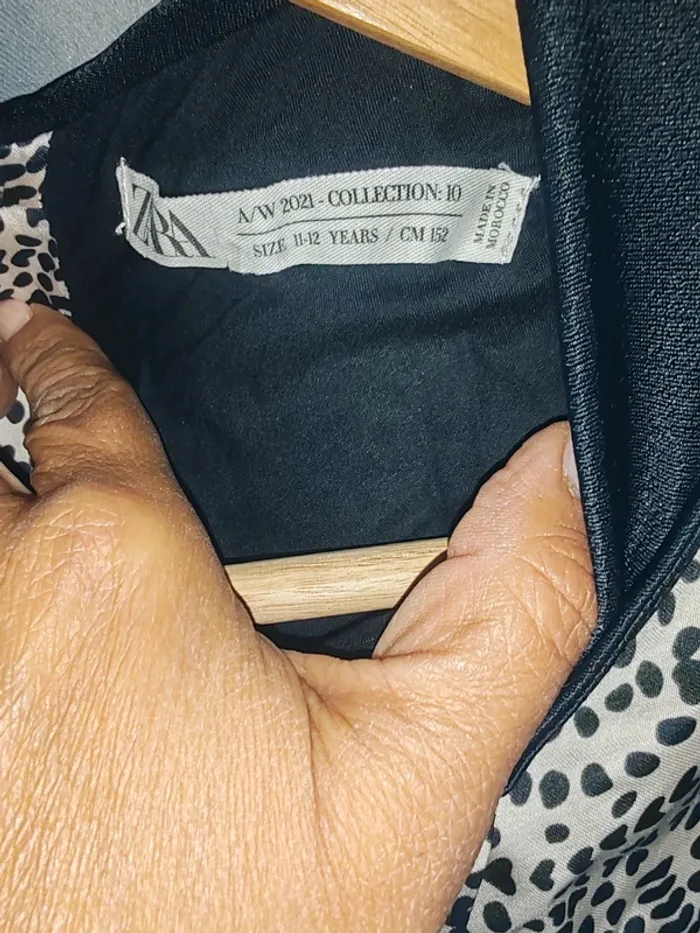 ZARA
A/W 2021 - COLLECTION: 10
SIZE 11-12 YEARS / CM 152
MADE IN
MOROCCO